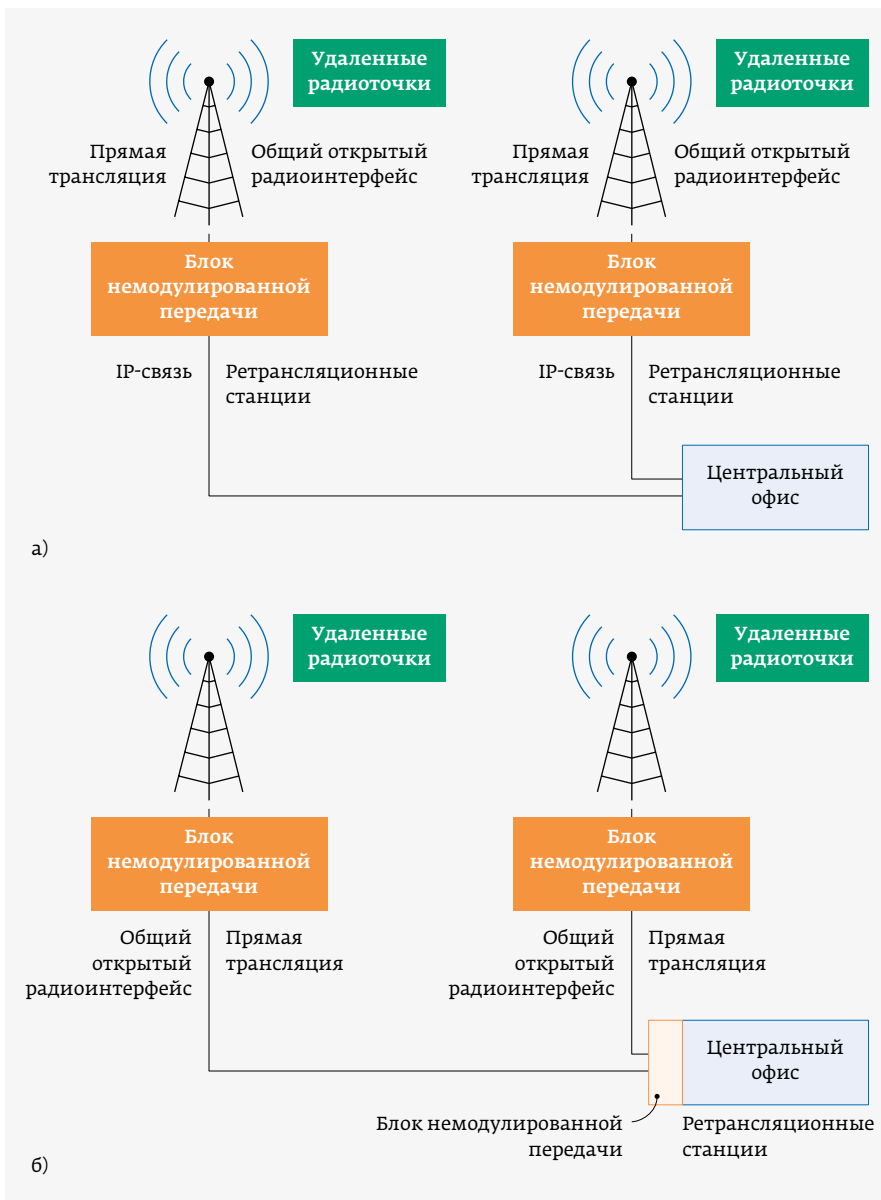 Удаленные
радиоточки
Удаленные
радиоточки
Прямая
трансляция
Общий открытый
радиоинтерфейс
Прямая
трансляция
Общий открытый
радиоинтерфейс
Блок
немодулированной
передачи
Блок
немодулированной
передачи
IP-связь
Ретрансляционные
станции
IP-связь
Ретрансляционные
станции
Центральный
офис
а)
Удаленные
радиоточки
Удаленные
радиоточки
Блок
немодулированной
передачи
Блок
немодулированной
передачи
Общий
открытый
радиоинтерфейс
Прямая
трансляция
Общий
открытый
радиоинтерфейс
Прямая
трансляция
Центральный
офис
Блок немодулированной
передачи
Ретрансляционные
станции
б)